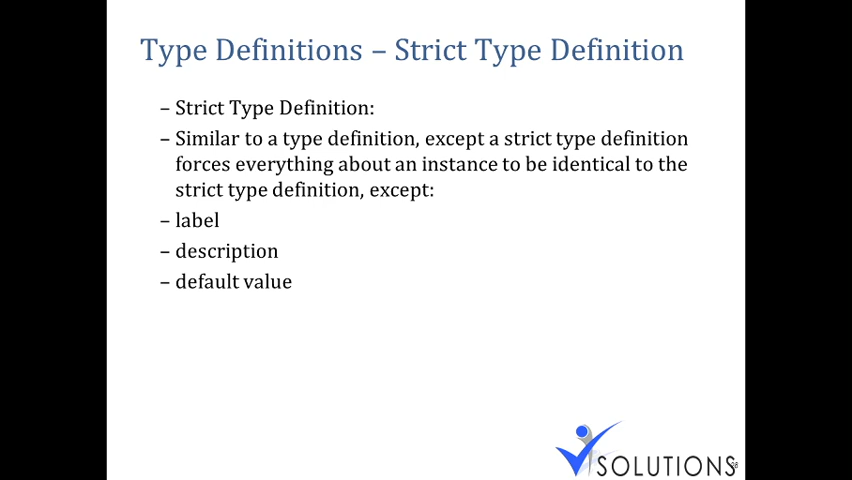 Type Definitions – Strict Type Definition
– Strict Type Definition:
– Similar to a type definition, except a strict type definition
forces everything about an instance to be identical to the
strict type definition, except:
– label
– description
– default value
SOLUTIONS